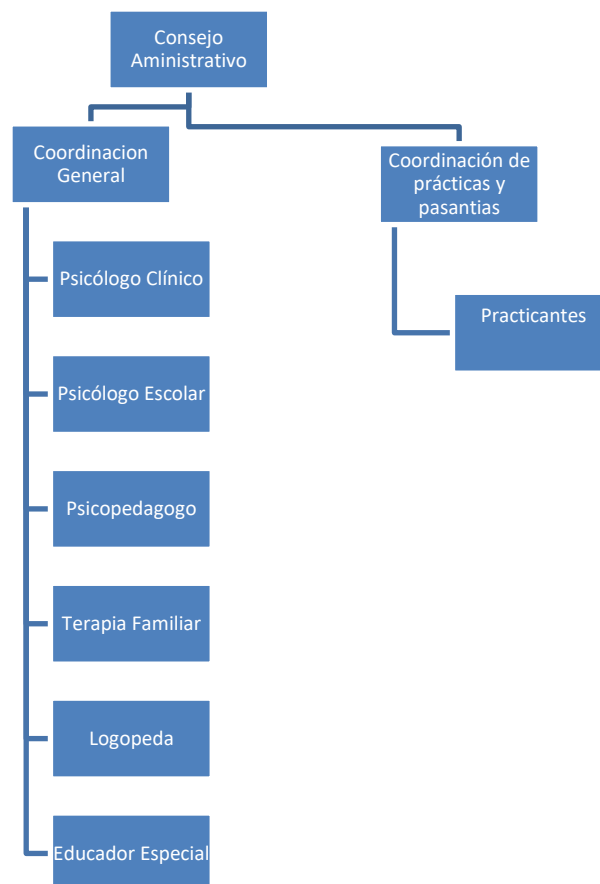 Consejo
Aministrativo
Coordinacion
General
Coordinación de
prácticas y
pasantias
Psicólogo Clínico
Practicantes
Psicólogo Escolar
Psicopedagogo
Terapia Familiar
Logopeda
Educador Especial